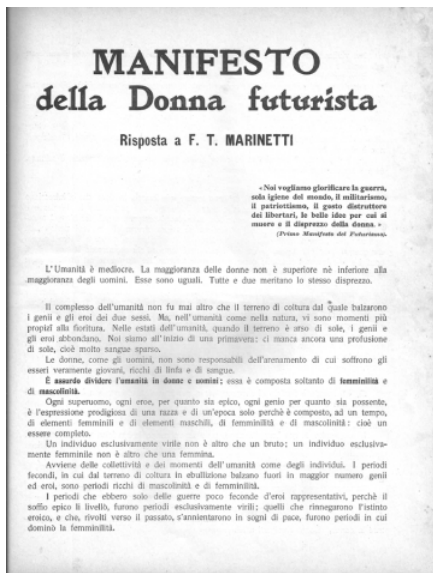 MANIFESTO
della Donna futurista
Risposta a F. T. MARINETTI
«Noi vogliamo glorificare la guerra,
sola igiene del mondo, il militarismo,
il patriottismo, il gesto distruttore
dei libertari, le belle idee per cui si
muore e il disprezzo della donna.»
(Primo Manifesto del Futurismo).
L'Umanità è mediocre. La maggioranza delle donne non è superiore nè inferiore alla
maggioranza degli uomini. Esse sono uguali. Tutte e due meritano lo stesso disprezzo.
Il complesso dell'umanità non fu mai altro che il terreno di coltura dal quale balzarono
i genii e gli eroi dei due sessi. Ma, nell'umanità come nella natura, vi sono momenti più
propizî alla fioritura. Nelle estati dell'umanità, quando il terreno è arso di sole, i genii e
gli eroi abbondano. Noi siamo all'inizio di una primavera: ci manca ancora una profusione
di sole, cioè molto sangue sparso.
Le donne, come gli uomini, non sono responsabili dell'arenamento di cui soffrono gli
esseri veramente giovani, ricchi di linfa e di sangue.
È assurdo dividere l'umanità in donne e uomini; essa è composta soltanto di femminilità e
di mascolinità.
Ogni superuomo, ogni eroe, per quanto sia epico, ogni genio per quanto sia possente,
è l'espressione prodigiosa di una razza e di un'epoca solo perchè è composto, ad un tempo,
di elementi femminili e di elementi maschili, di femminilità e di mascolinità: cioè un
essere completo.
Un individuo esclusivamente virile non è altro che un bruto; un individuo esclusiva-
mente femminile non è altro che una femmina.
Avviene delle collettività e dei momenti dell'umanità come degli individui. I periodi
fecondi, in cui dal terreno di coltura in ebullizione balzano fuori in maggior numero genii
ed eroi, sono periodi ricchi di mascolinità e di femminilità.
I periodi che ebbero solo delle guerre poco feconde d'eroi rappresentativi, perchè il
soffio epico li livellò, furono periodi esclusivamente virili; quelli che rinnegarono l'istinto
eroico, e che, rivolti verso il passato, s'annientarono in sogni di pace, furono periodi in cui
dominò la femminilità.